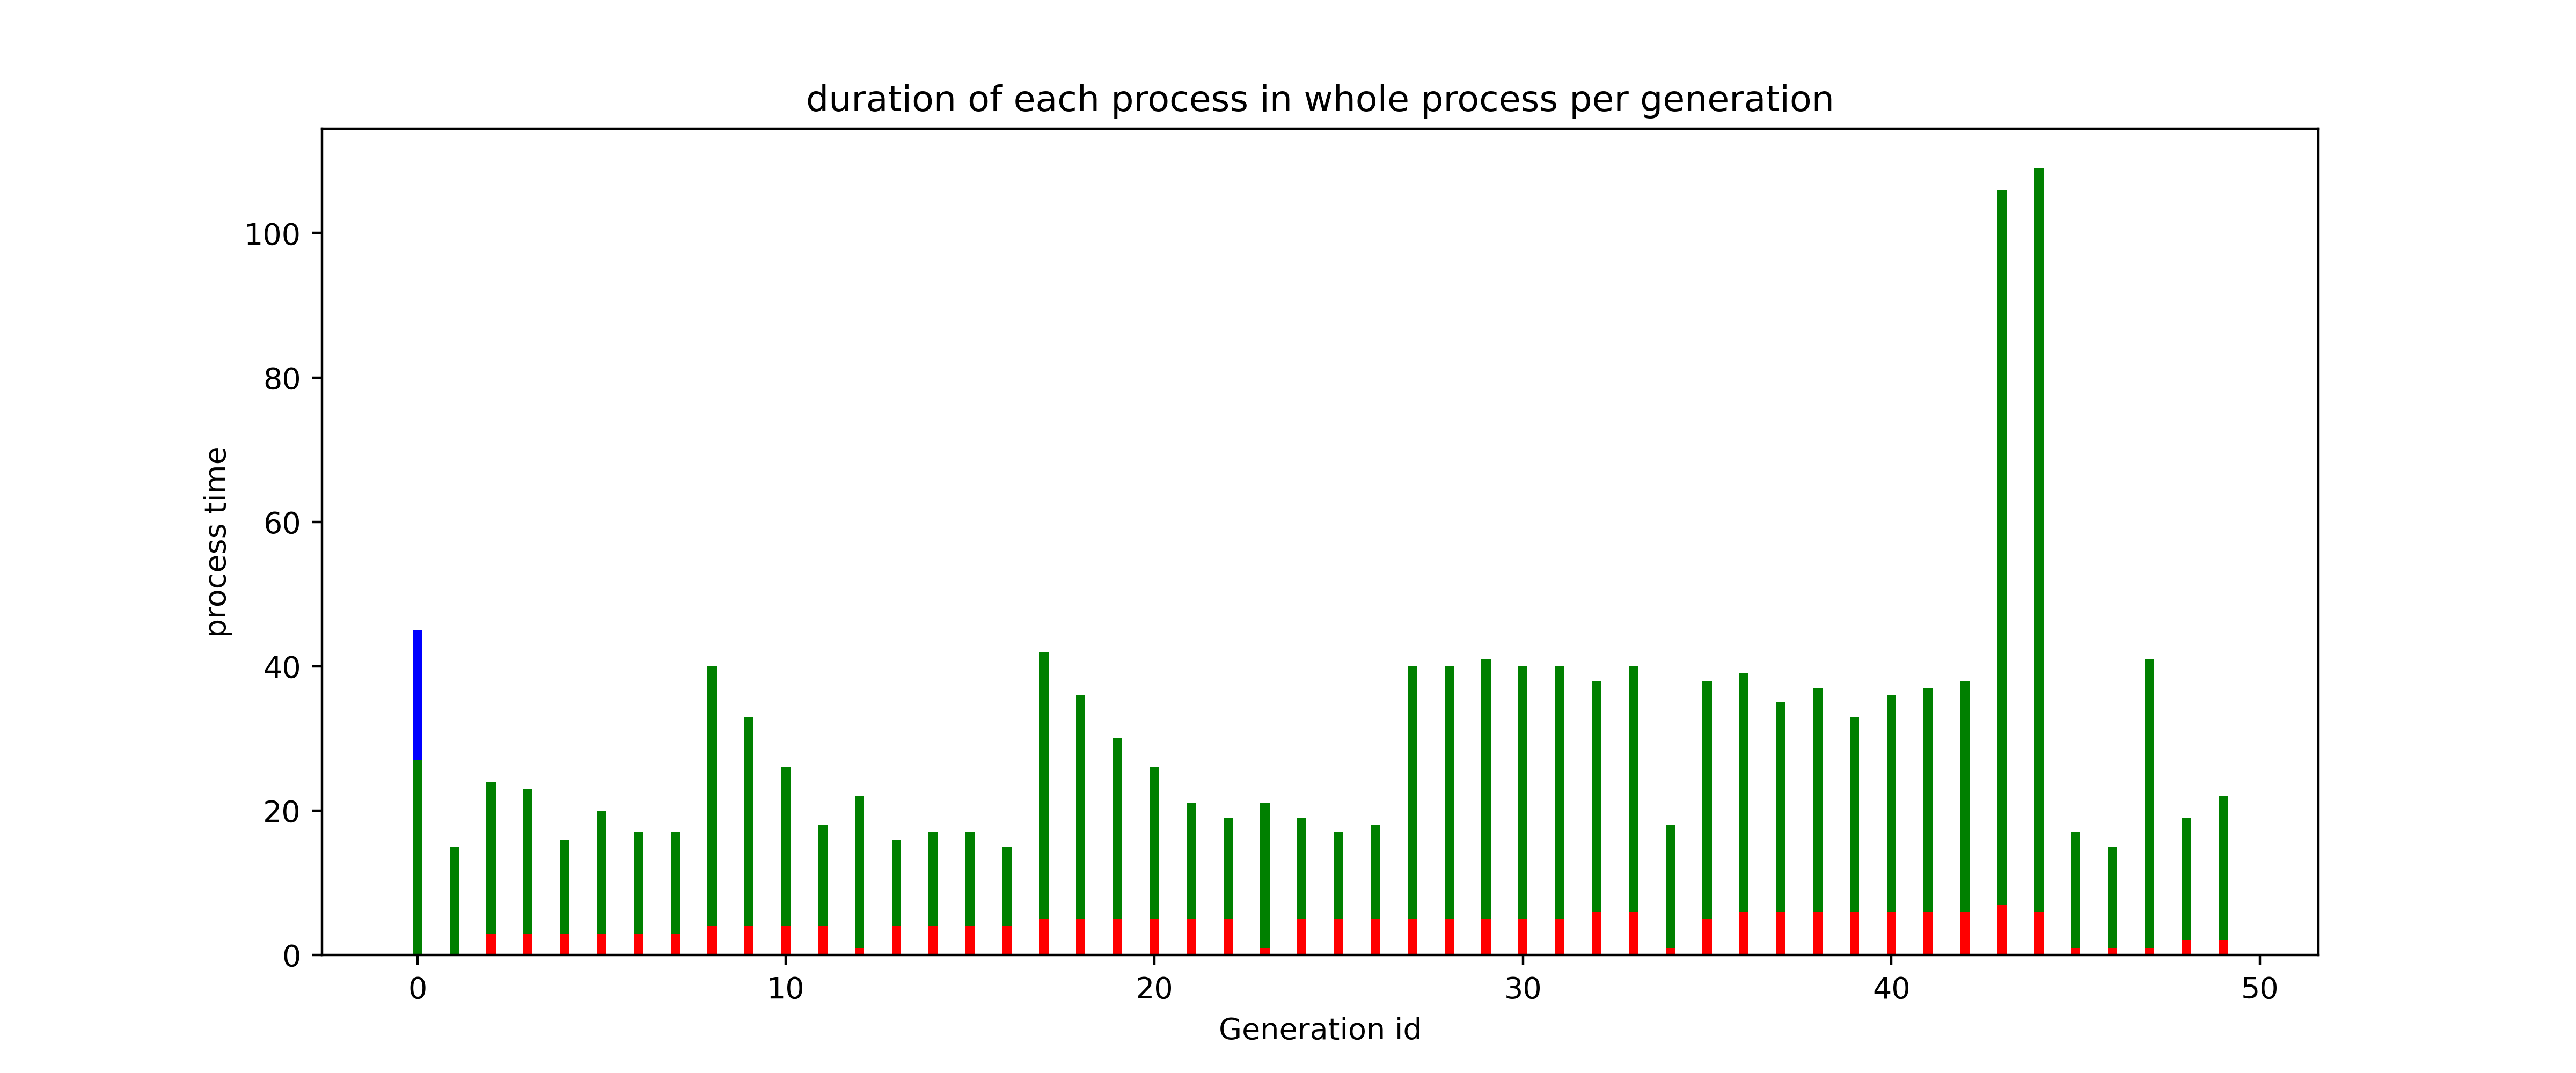 duration of each process in whole process per generation
100
80
60
40
20
0
process time
0 10 20 30 40 50
Generation id